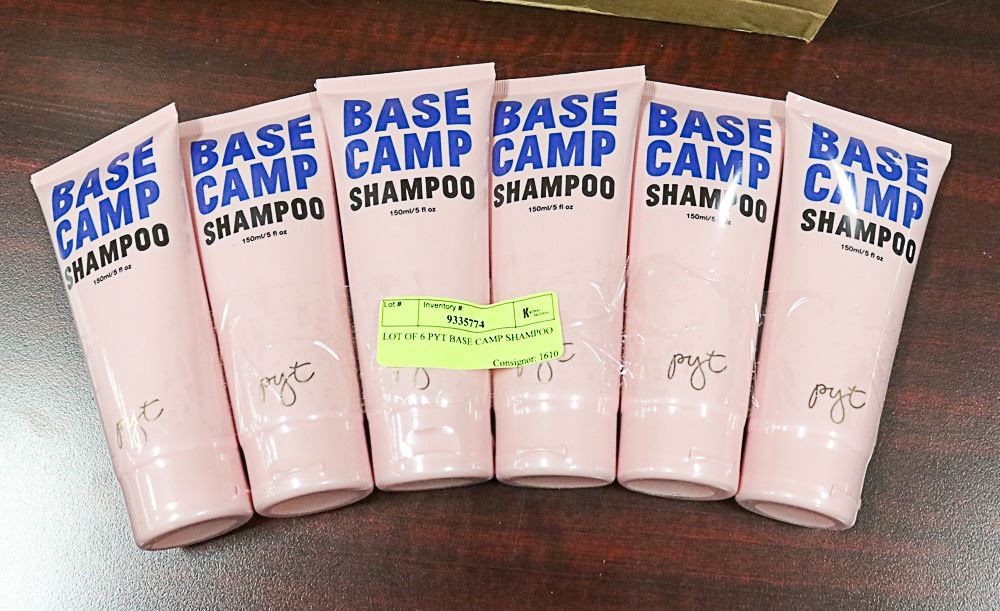 BASE
CAMP
SHAMPOO
150ml/5 fl oz
pyt
BASE
CAMP
SHAMPOO
150ml/5 fl oz
pyt
BASE
CAMP
SHAMPOO
150ml/5 fl oz
BASE
CAMP
SHAMPOO
150ml/5 fl oz
BASE
CAMP
SHAMPOO
150ml/5 fl oz
pyt
BASE
CAMP
SHAMPOO
150ml/5 fl oz
pyt
Lot # Inventory #
9335774
LOT OF 6 PYT BASE CAMP SHAMPOO
Consignor: 1610